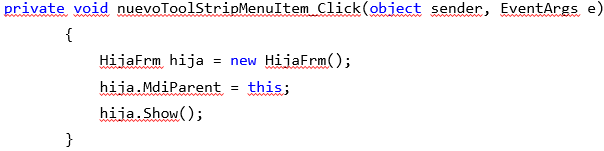 private void nuevoToolStripMenuItem_Click(object sender, EventArgs e)
{
HijaFrm hija = new HijaFrm();
hija.MdiParent = this;
hija.Show();
}